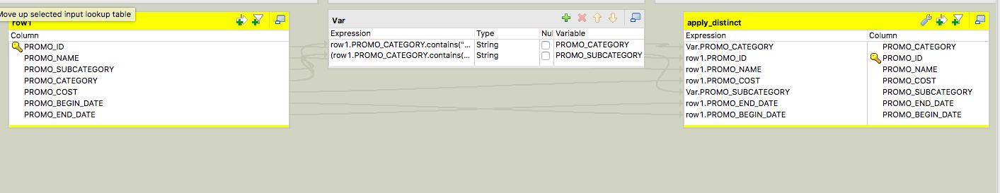 Move up selected input lookup table
row1
Column
PROMO_ID
PROMO_NAME
PROMO_SUBCATEGORY
PROMO_CATEGORY
PROMO_COST
PROMO_BEGIN_DATE
PROMO_END_DATE
Var
Expression Type Nul Variable
row1.PROMO_CATEGORY.contains("... String PROMO_CATEGORY
(row1.PROMO_CATEGORY.contains(... String PROMO_SUBCATEGORY
apply_distinct
Expression Column
Var.PROMO_CATEGORY PROMO_CATEGORY
row1.PROMO_ID PROMO_ID
row1.PROMO_NAME PROMO_NAME
row1.PROMO_COST PROMO_COST
Var.PROMO_SUBCATEGORY PROMO_SUBCATEGORY
row1.PROMO_END_DATE PROMO_END_DATE
row1.PROMO_BEGIN_DATE PROMO_BEGIN_DATE